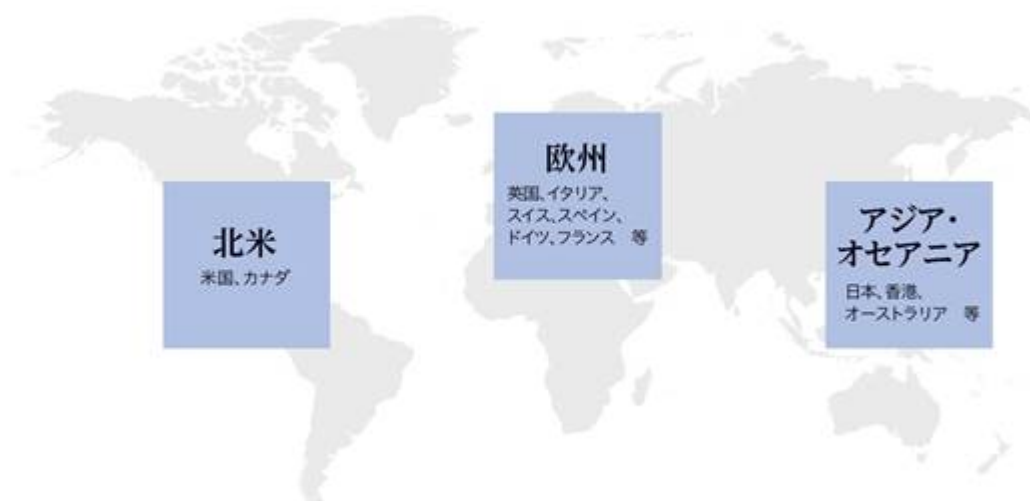 北米
米国、カナダ
欧州
英国、イタリア、
スイス、スペイン、
ドイツ、フランス　等
アジア・
オセアニア
日本、香港、
オーストラリア　等